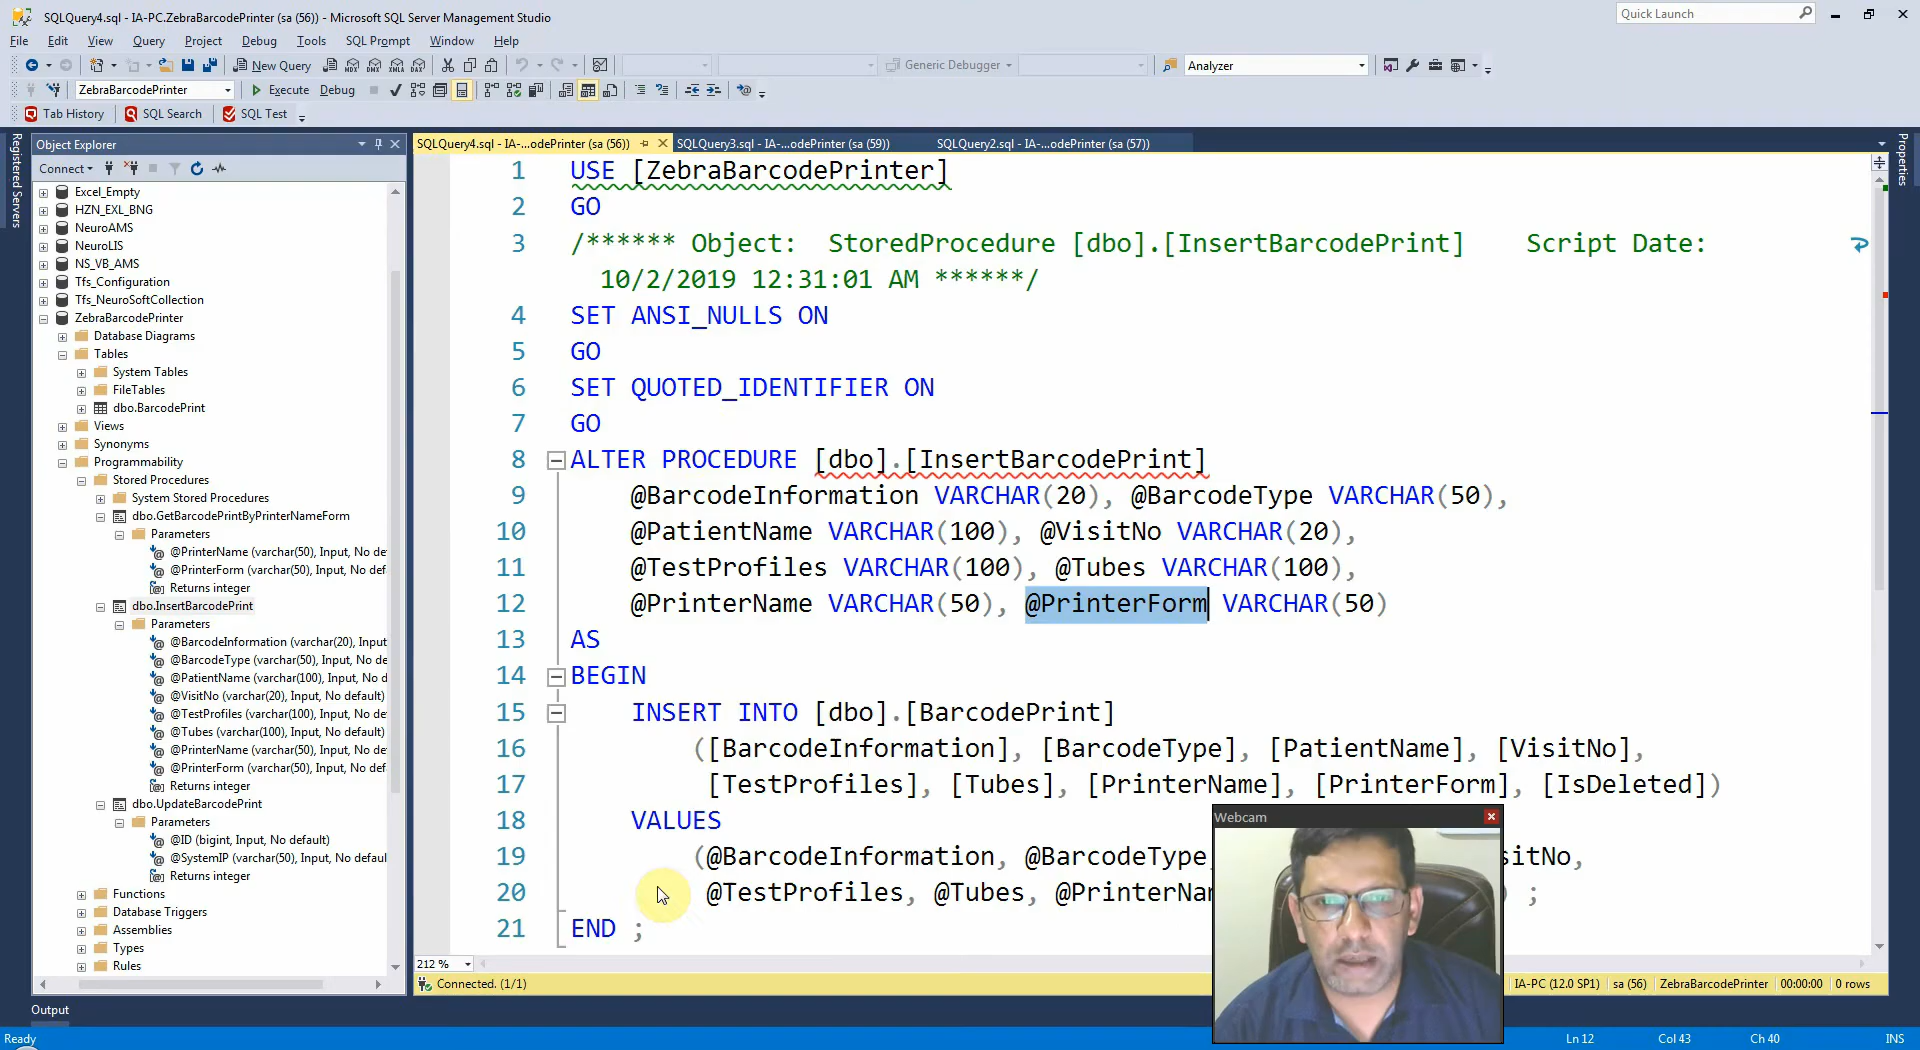 SQLQuery4.sql - IA-PC.ZebraBarcodePrinter (sa (56)) - Microsoft SQL Server Management Studio
Quick Launch
File Edit View Query Project Debug Tools SQL Prompt Window Help
New Query
Generic Debugger
Analyzer
ZebraBarcodePrinter
Execute Debug
Tab History SQL Search SQL Test
Registered Servers
Object Explorer
Connect
Excel_Empty
HZN_EXL_BNG
NeuroAMS
NeuroLIS
NS_VB_AMS
Tfs_Configuration
Tfs_NeuroSoftCollection
ZebraBarcodePrinter
Database Diagrams
Tables
System Tables
FileTables
dbo.BarcodePrint
Views
Synonyms
Programmability
Stored Procedures
System Stored Procedures
dbo.GetBarcodePrintByPrinterNameForm
Parameters
@PrinterName (varchar(50), Input, No de
@PrinterForm (varchar(50), Input, No def
Returns integer
dbo.InsertBarcodePrint
Parameters
@BarcodeInformation (varchar(20), Input
@BarcodeType (varchar(50), Input, No de
@PatientName (varchar(100), Input, No d
@VisitNo (varchar(20), Input, No default)
@TestProfiles (varchar(100), Input, No de
@Tubes (varchar(100), Input, No default)
@PrinterName (varchar(50), Input, No de
@PrinterForm (varchar(50), Input, No def
Returns integer
dbo.UpdateBarcodePrint
Parameters
@ID (bigint, Input, No default)
@SystemIP (varchar(50), Input, No defaul
Returns integer
Functions
Database Triggers
Assemblies
Types
Rules
SQLQuery4.sql - IA-...odePrinter (sa (56)) SQLQuery3.sql - IA-...odePrinter (sa (59)) SQLQuery2.sql - IA-...odePrinter (sa (57))
Properties
1 USE [ZebraBarcodePrinter]
2 GO
3 /****** Object: StoredProcedure [dbo].[InsertBarcodePrint] Script Date:
10/2/2019 12:31:01 AM ******/
4 SET ANSI_NULLS ON
5 GO
6 SET QUOTED_IDENTIFIER ON
7 GO
8 ALTER PROCEDURE [dbo].[InsertBarcodePrint]
9 @BarcodeInformation VARCHAR(20), @BarcodeType VARCHAR(50),
10 @PatientName VARCHAR(100), @VisitNo VARCHAR(20),
11 @TestProfiles VARCHAR(100), @Tubes VARCHAR(100),
12 @PrinterName VARCHAR(50), @PrinterForm VARCHAR(50)
13 AS
14 BEGIN
15 INSERT INTO [dbo].[BarcodePrint]
16 ([BarcodeInformation], [BarcodeType], [PatientName], [VisitNo],
17 [TestProfiles], [Tubes], [PrinterName], [PrinterForm], [IsDeleted])
18 VALUES
19 (@BarcodeInformation, @BarcodeType sitNo,
20 @TestProfiles, @Tubes, @PrinterNa ;
21 END ;
Webcam
212 %
Connected. (1/1) IA-PC (12.0 SP1) sa (56) ZebraBarcodePrinter 00:00:00 0 rows
Output
Ready Ln 12 Col 43 Ch 40 INS